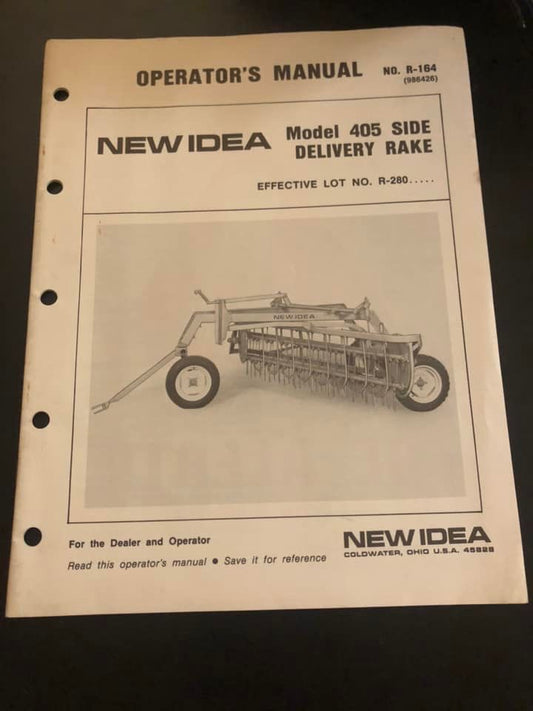 OPERATOR'S MANUAL NO. R-164
(986426)
NEW IDEA Model 405 SIDE
DELIVERY RAKE
EFFECTIVE LOT NO. R-280.....
NEW IDEA
For the Dealer and Operator
Read this operator's manual ● Save it for reference
NEW IDEA
COLDWATER, OHIO U.S.A. 45828